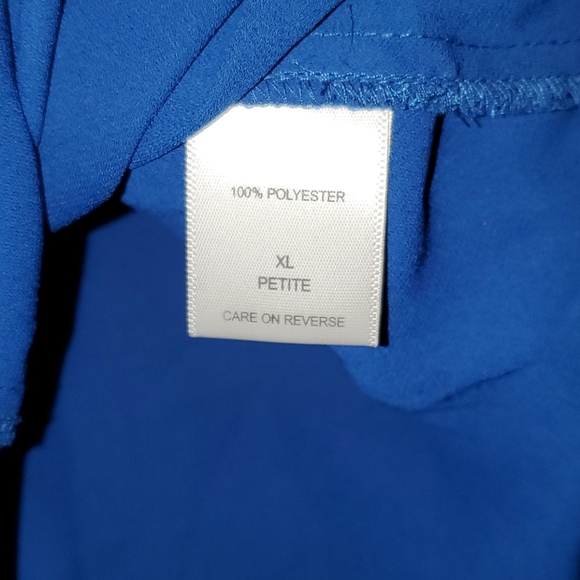 100% POLYESTER
XL
PETITE
CARE ON REVERSE